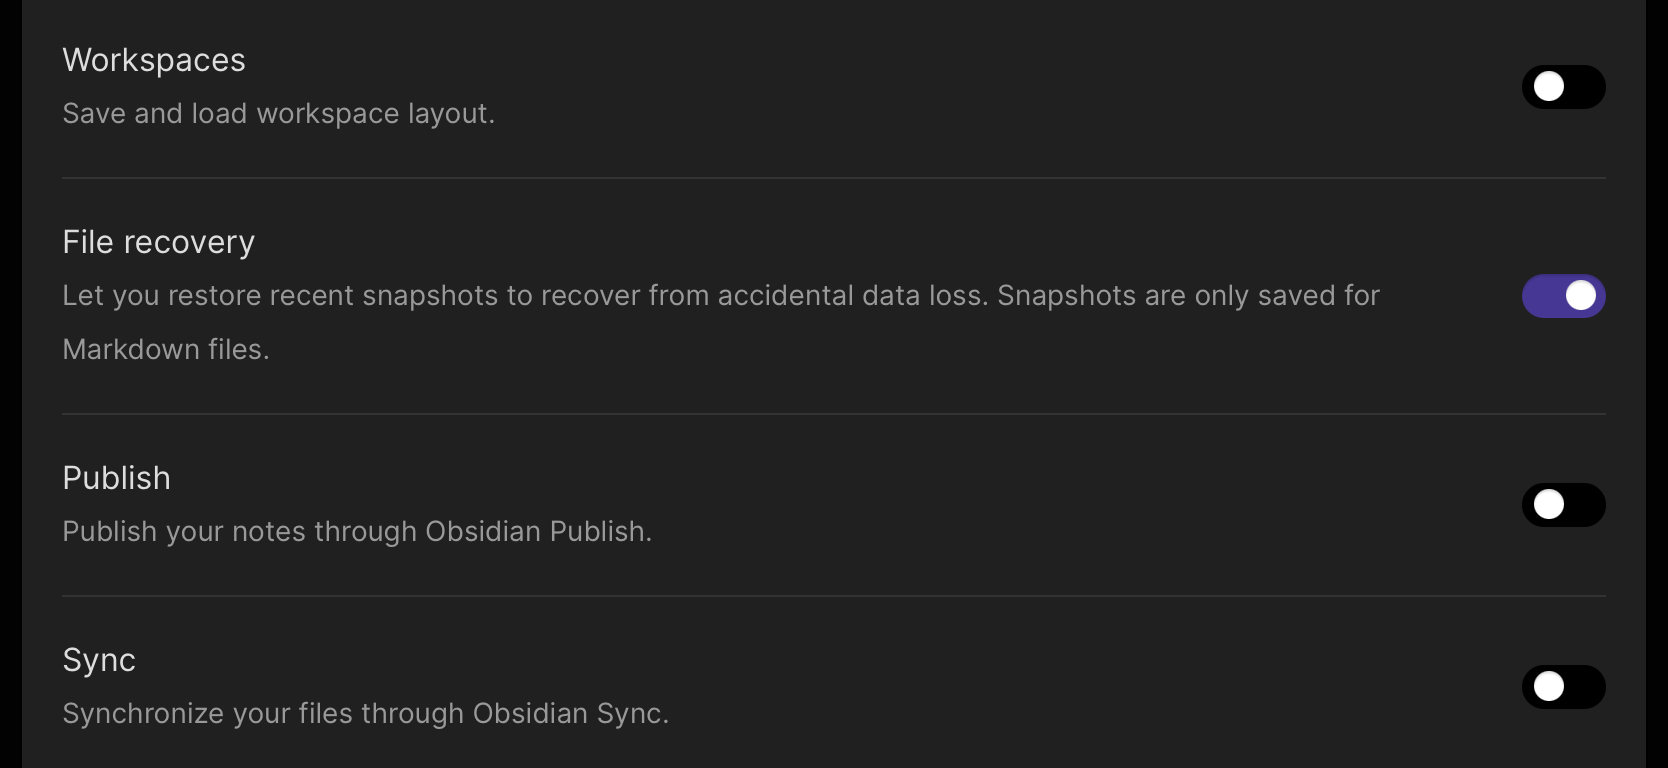 Workspaces
Save and load workspace layout.
File recovery
Let you restore recent snapshots to recover from accidental data loss. Snapshots are only saved for
Markdown files.
Publish
Publish your notes through Obsidian Publish.
Sync
Synchronize your files through Obsidian Sync.